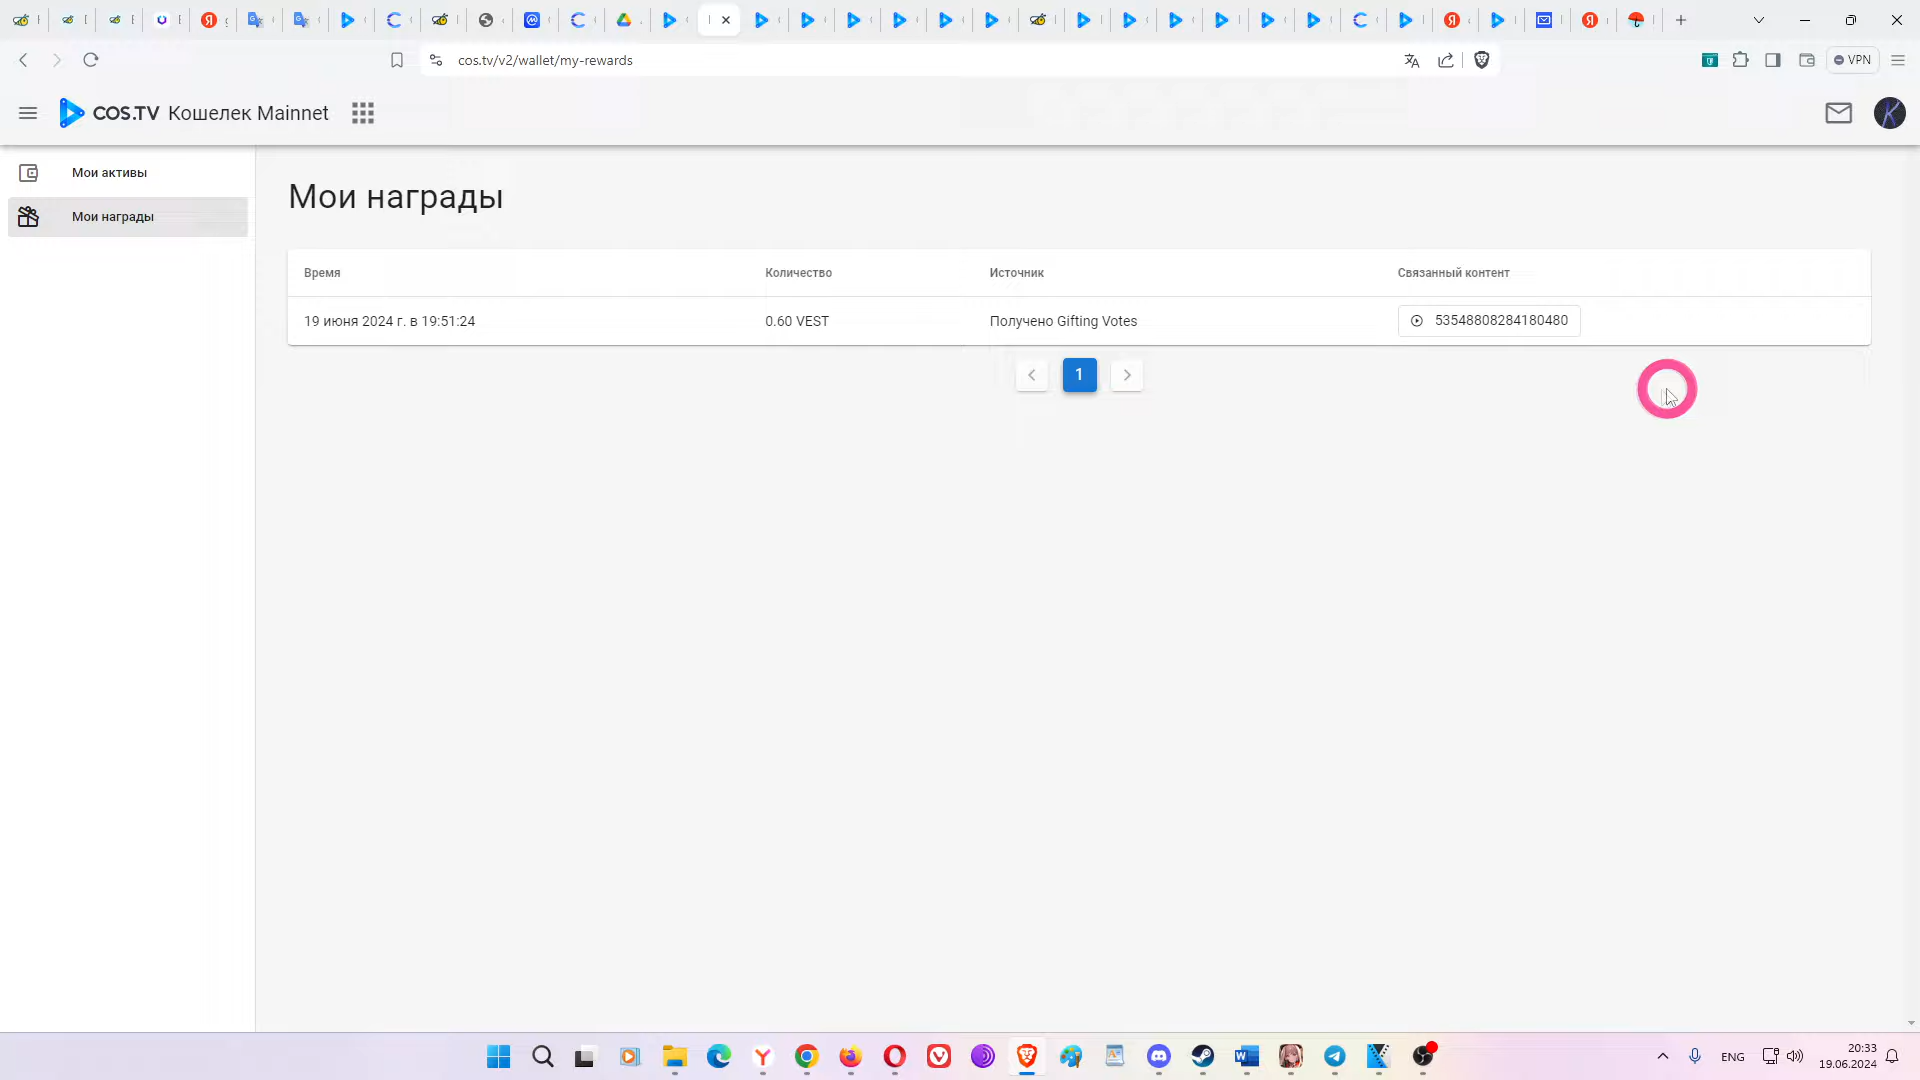 cos.tv/v2/wallet/my-rewards
VPN
COS.TV Кошелек Mainnet
Мои активы
Мои награды
Мои награды
Время Количество Источник Связанный контент
19 июня 2024 г. в 19:51:24 0.60 VEST Получено Gifting Votes 53548808284180480
1
ENG
20:33
19.06.2024